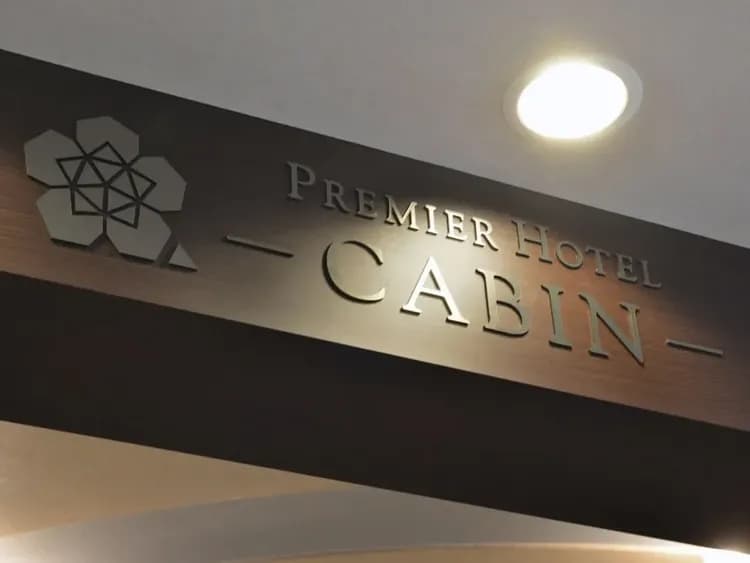 PREMIER HOTEL
– CABIN –